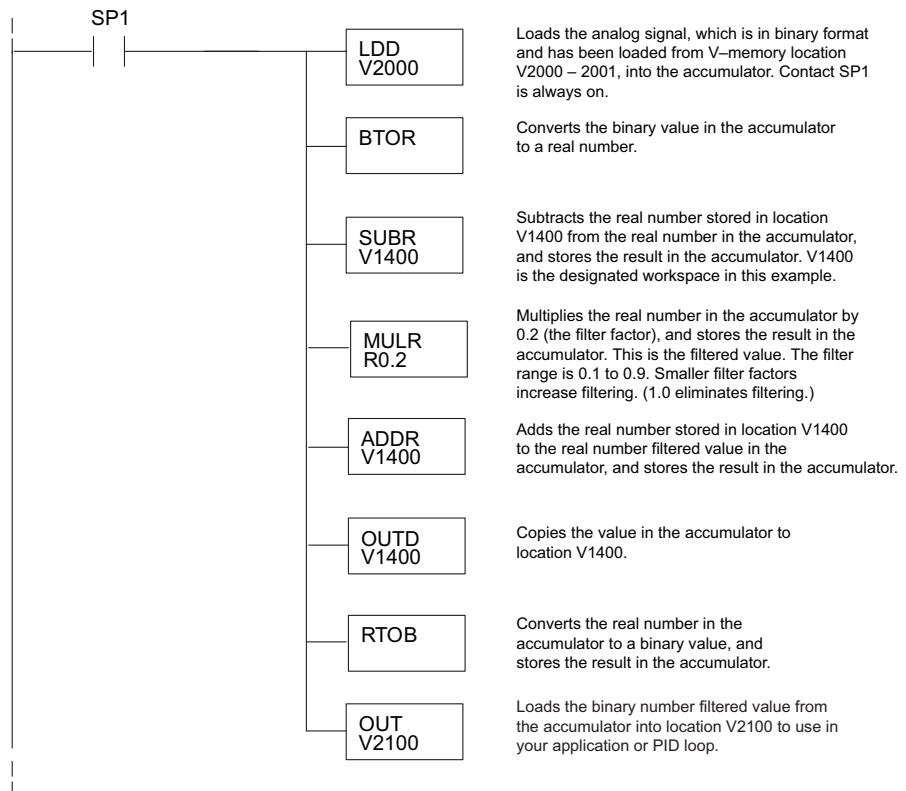 SP1
LDD
V2000
Loads the analog signal, which is in binary format
and has been loaded from V–memory location
V2000 – 2001, into the accumulator. Contact SP1
is always on.
BTOR
Converts the binary value in the accumulator
to a real number.
SUBR
V1400
Subtracts the real number stored in location
V1400 from the real number in the accumulator,
and stores the result in the accumulator. V1400
is the designated workspace in this example.
MULR
R0.2
Multiplies the real number in the accumulator by
0.2 (the filter factor), and stores the result in the
accumulator. This is the filtered value. The filter
range is 0.1 to 0.9. Smaller filter factors
increase filtering. (1.0 eliminates filtering.)
ADDR
V1400
Adds the real number stored in location V1400
to the real number filtered value in the
accumulator, and stores the result in the accumulator.
OUTD
V1400
Copies the value in the accumulator to
location V1400.
RTOB
Converts the real number in the
accumulator to a binary value, and
stores the result in the accumulator.
OUT
V2100
Loads the binary number filtered value from
the accumulator into location V2100 to use in
your application or PID loop.